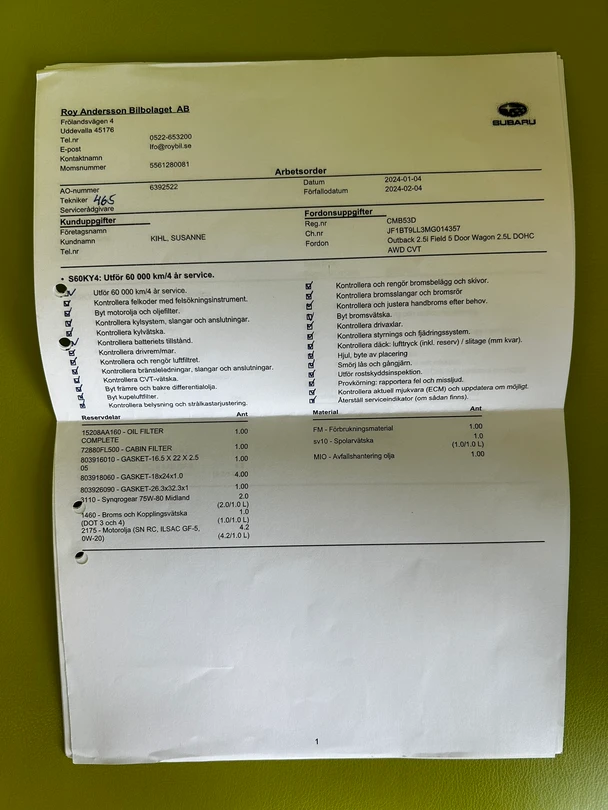 Roy Andersson Bilbolaget AB
Frölandsvägen 4
Uddevalla 45176
Tel.nr 0522-653200
E-post lfo@roybil.se
Kontaktnamn
Momsnummer 5561280081
SUBARU
Arbetsorder
AO-nummer 6392522
Tekniker 465
Servicerådgivare
Datum 2024-01-04
Förfallodatum 2024-02-04
Kunduppgifter
Företagsnamn
Kundnamn KIHL, SUSANNE
Tel.nr
Fordonsuppgifter
Reg.nr CMB53D
Ch.nr JF1BT9LL3MG014357
Fordon Outback 2.5i Field 5 Door Wagon 2.5L DOHC
AWD CVT
• S60KY4: Utför 60 000 km/4 år service.
Utför 60 000 km/4 år service.
Kontrollera felkoder med felsökningsinstrument.
Byt motorolja och oljefilter.
Kontrollera kylsystem, slangar och anslutningar.
Kontrollera kylvätska.
Kontrollera batteriets tillstånd.
Kontrollera drivrem/mar.
Kontrollera och rengör luftfiltret.
Kontrollera bränsleledningar, slangar och anslutningar.
Kontrollera CVT-vätska.
Byt främre och bakre differentialolja.
Byt kupeluftfilter.
Kontrollera belysning och strålkastarjustering.
Kontrollera och rengör bromsbelägg och skivor.
Kontrollera bromsslangar och bromsrör
Kontrollera och justera handbroms efter behov.
Byt bromsvätska.
Kontrollera drivaxlar.
Kontrollera styrnings och fjädringssystem.
Kontrollera däck: lufttryck (inkl. reserv) / slitage (mm kvar).
Hjul, byte av placering
Smörj lås och gångjärn.
Utför rostskyddsinspektion.
Provkörning: rapportera fel och missljud.
Kontrollera aktuell mjukvara (ECM) och uppdatera om möjligt.
Återställ serviceindikator (om sådan finns).
Reservdelar Ant
15208AA160 - OIL FILTER 1.00
COMPLETE
72880FL500 - CABIN FILTER 1.00
803916010 - GASKET-16.5 X 22 X 2.5 1.00
05
803918060 - GASKET-18x24x1.0 4.00
803926090 - GASKET-26.3x32.3x1 1.00
3110 - Synqrogear 75W-80 Midland 2.0
(2.0/1.0 L)
1460 - Broms och Kopplingsvätska 1.0
(DOT 3 och 4) (1.0/1.0 L)
2175 - Motorolja (SN RC, ILSAC GF-5, 4.2
0W-20) (4.2/1.0 L)
Material Ant
FM - Förbrukningsmaterial 1.00
sv10 - Spolarvätska 1.0
(1.0/1.0 L)
MIO - Avfallshantering olja 1.00
1